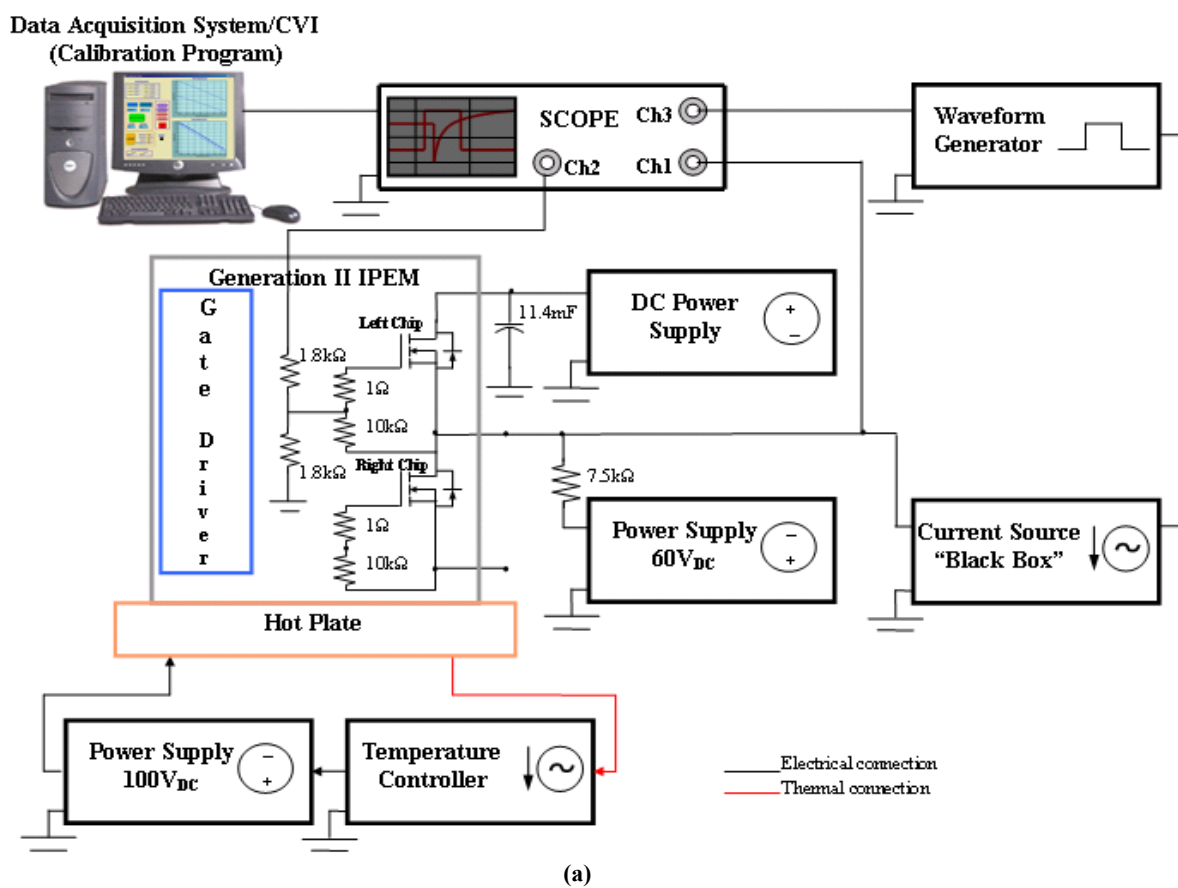 Data Acquisition System/CVI
(Calibration Program)
SCOPE
Ch3
Ch2
Ch1
Waveform
Generator
Generation II IPEM
Gate Driver
Left Chip
11.4mF
DC Power
Supply
+
−
1.8kΩ
1Ω
10kΩ
1.8kΩ
Right Chip
1Ω
10kΩ
7.5kΩ
Power Supply
60VDC
−
+
Current Source
“Black Box”
~
Hot Plate
Power Supply
100VDC
−
+
Temperature
Controller
~
Electrical connection
Thermal connection
(a)